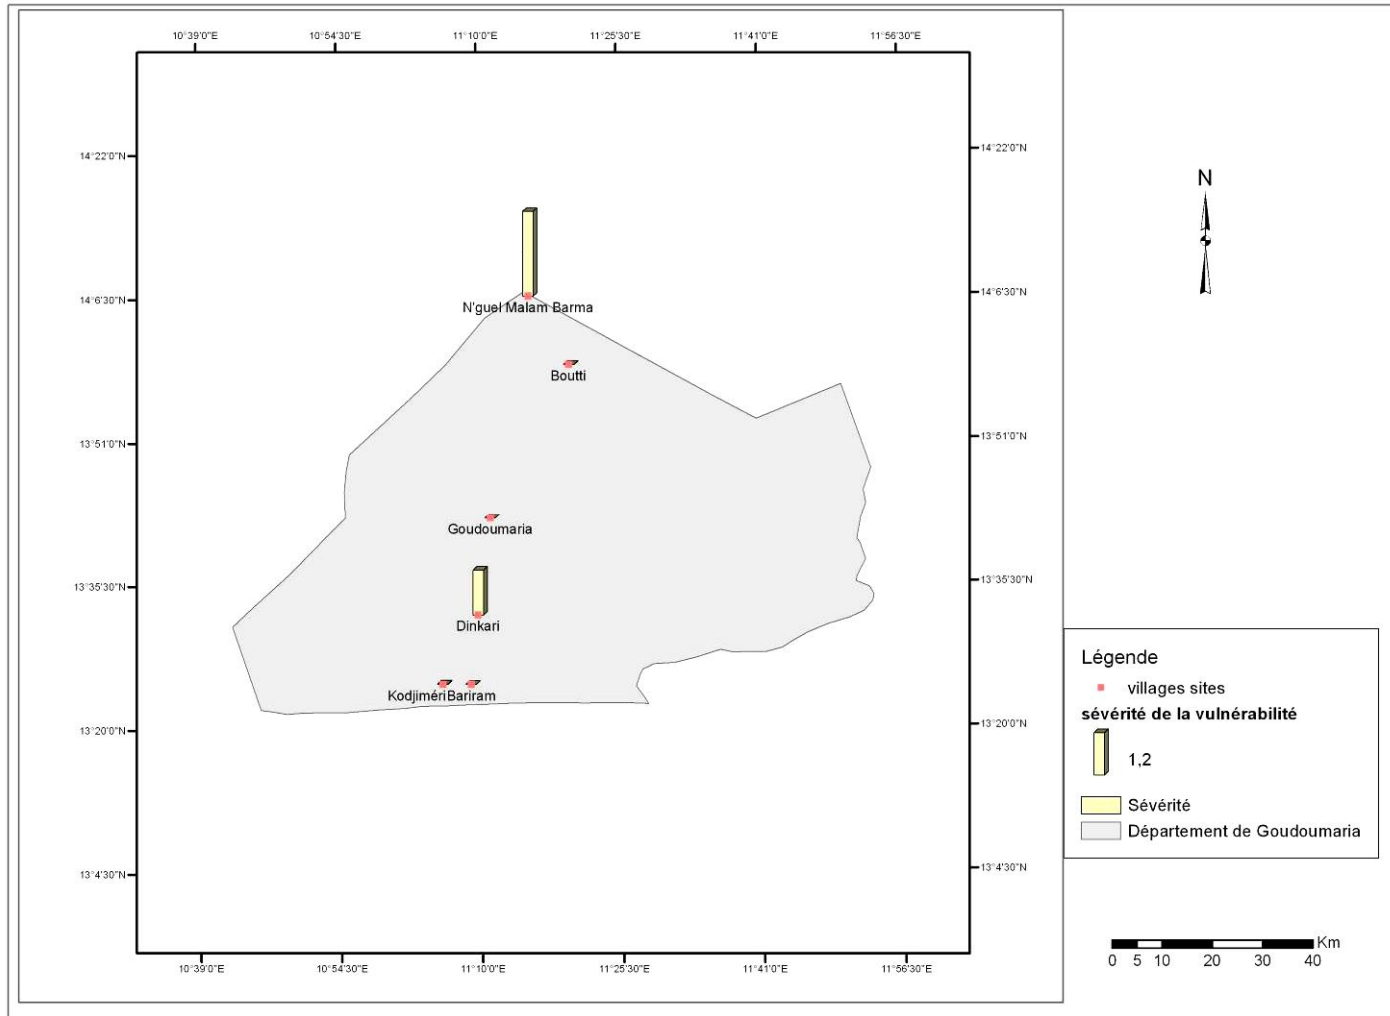 10°39'0"E 10°54'30"E 11°10'0"E 11°25'30"E 11°41'0"E 11°56'30"E
14°22'0"N 14°22'0"N
N
14°6'30"N 14°6'30"N
N'guel Malam Barma
Boutti
13°51'0"N 13°51'0"N
Goudoumaria
13°35'30"N 13°35'30"N
Dinkari
Légende
villages sites
KodjimériBariram
sévérité de la vulnérabilité
13°20'0"N 13°20'0"N
1,2
Sévérité
Département de Goudoumaria
13°4'30"N 13°4'30"N
Km
0 5 10 20 30 40
10°39'0"E 10°54'30"E 11°10'0"E 11°25'30"E 11°41'0"E 11°56'30"E